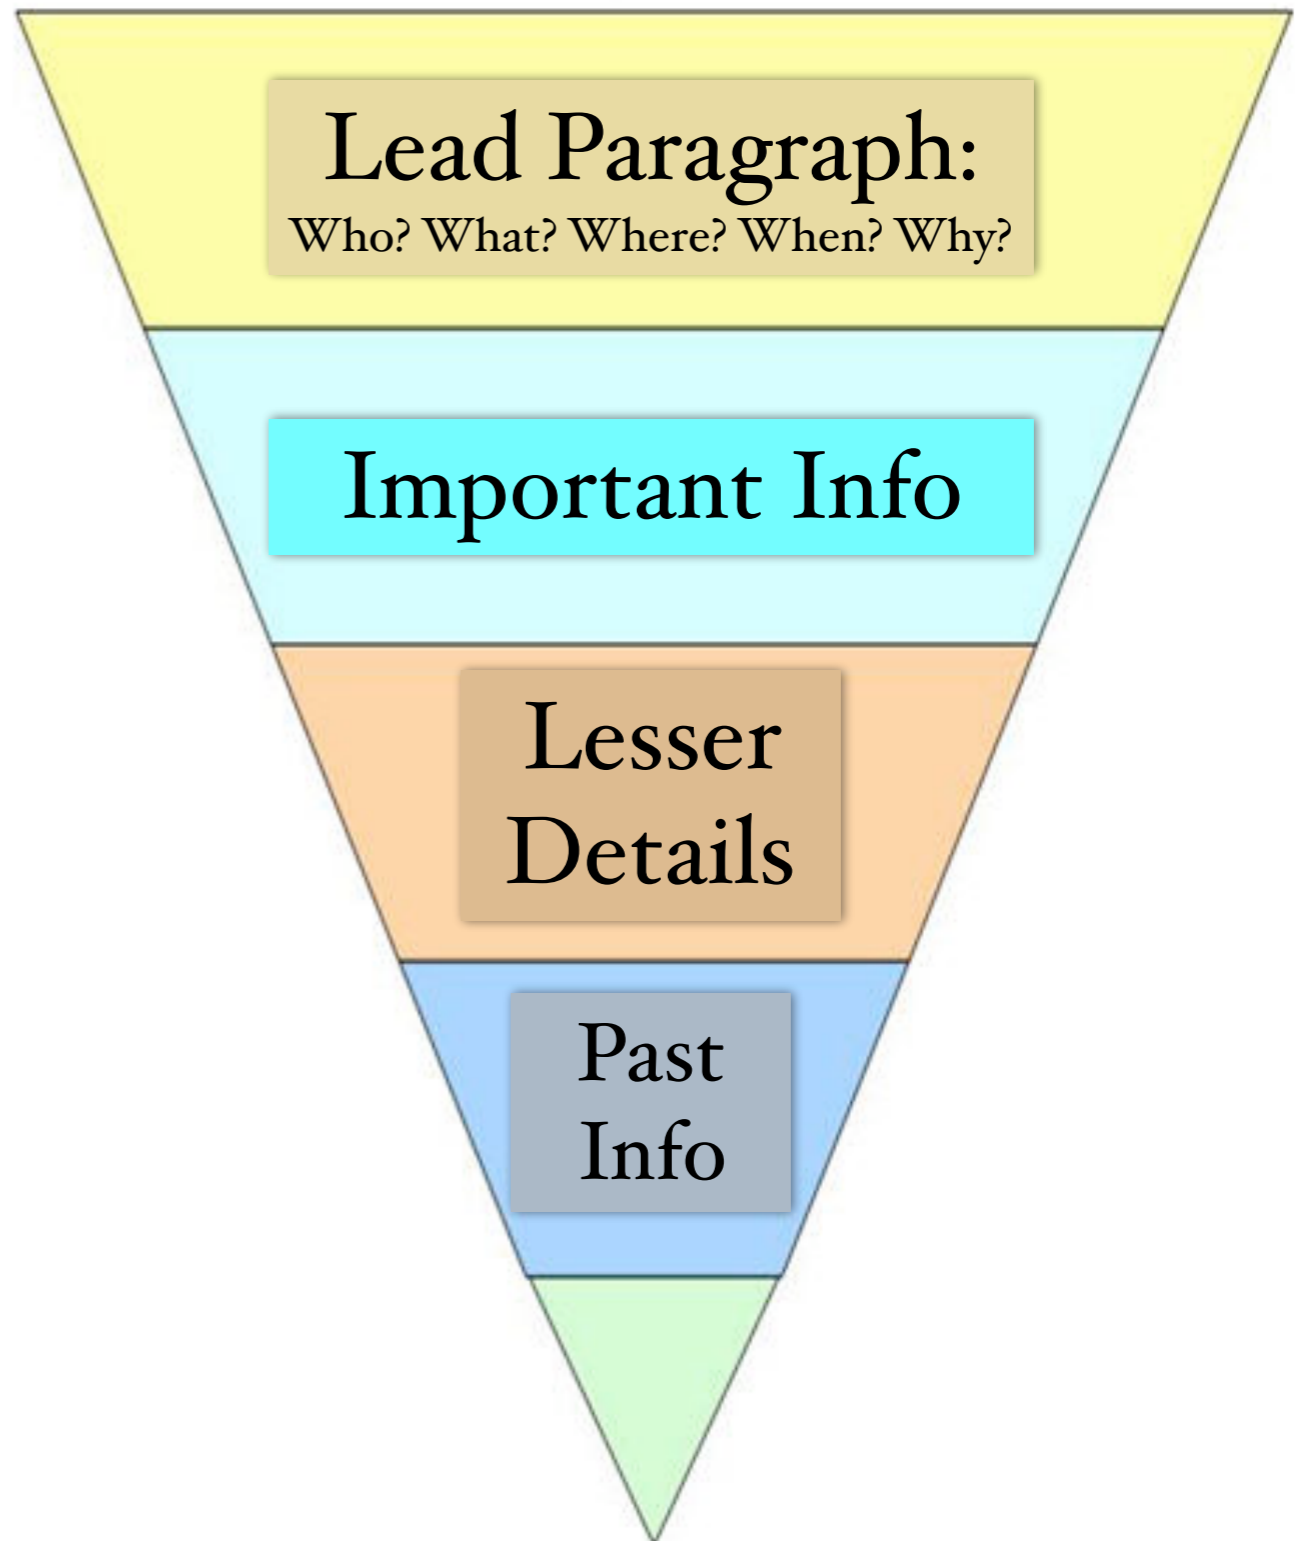 Lead Paragraph:
Who? What? Where? When? Why?
Important Info
Lesser
Details
Past
Info